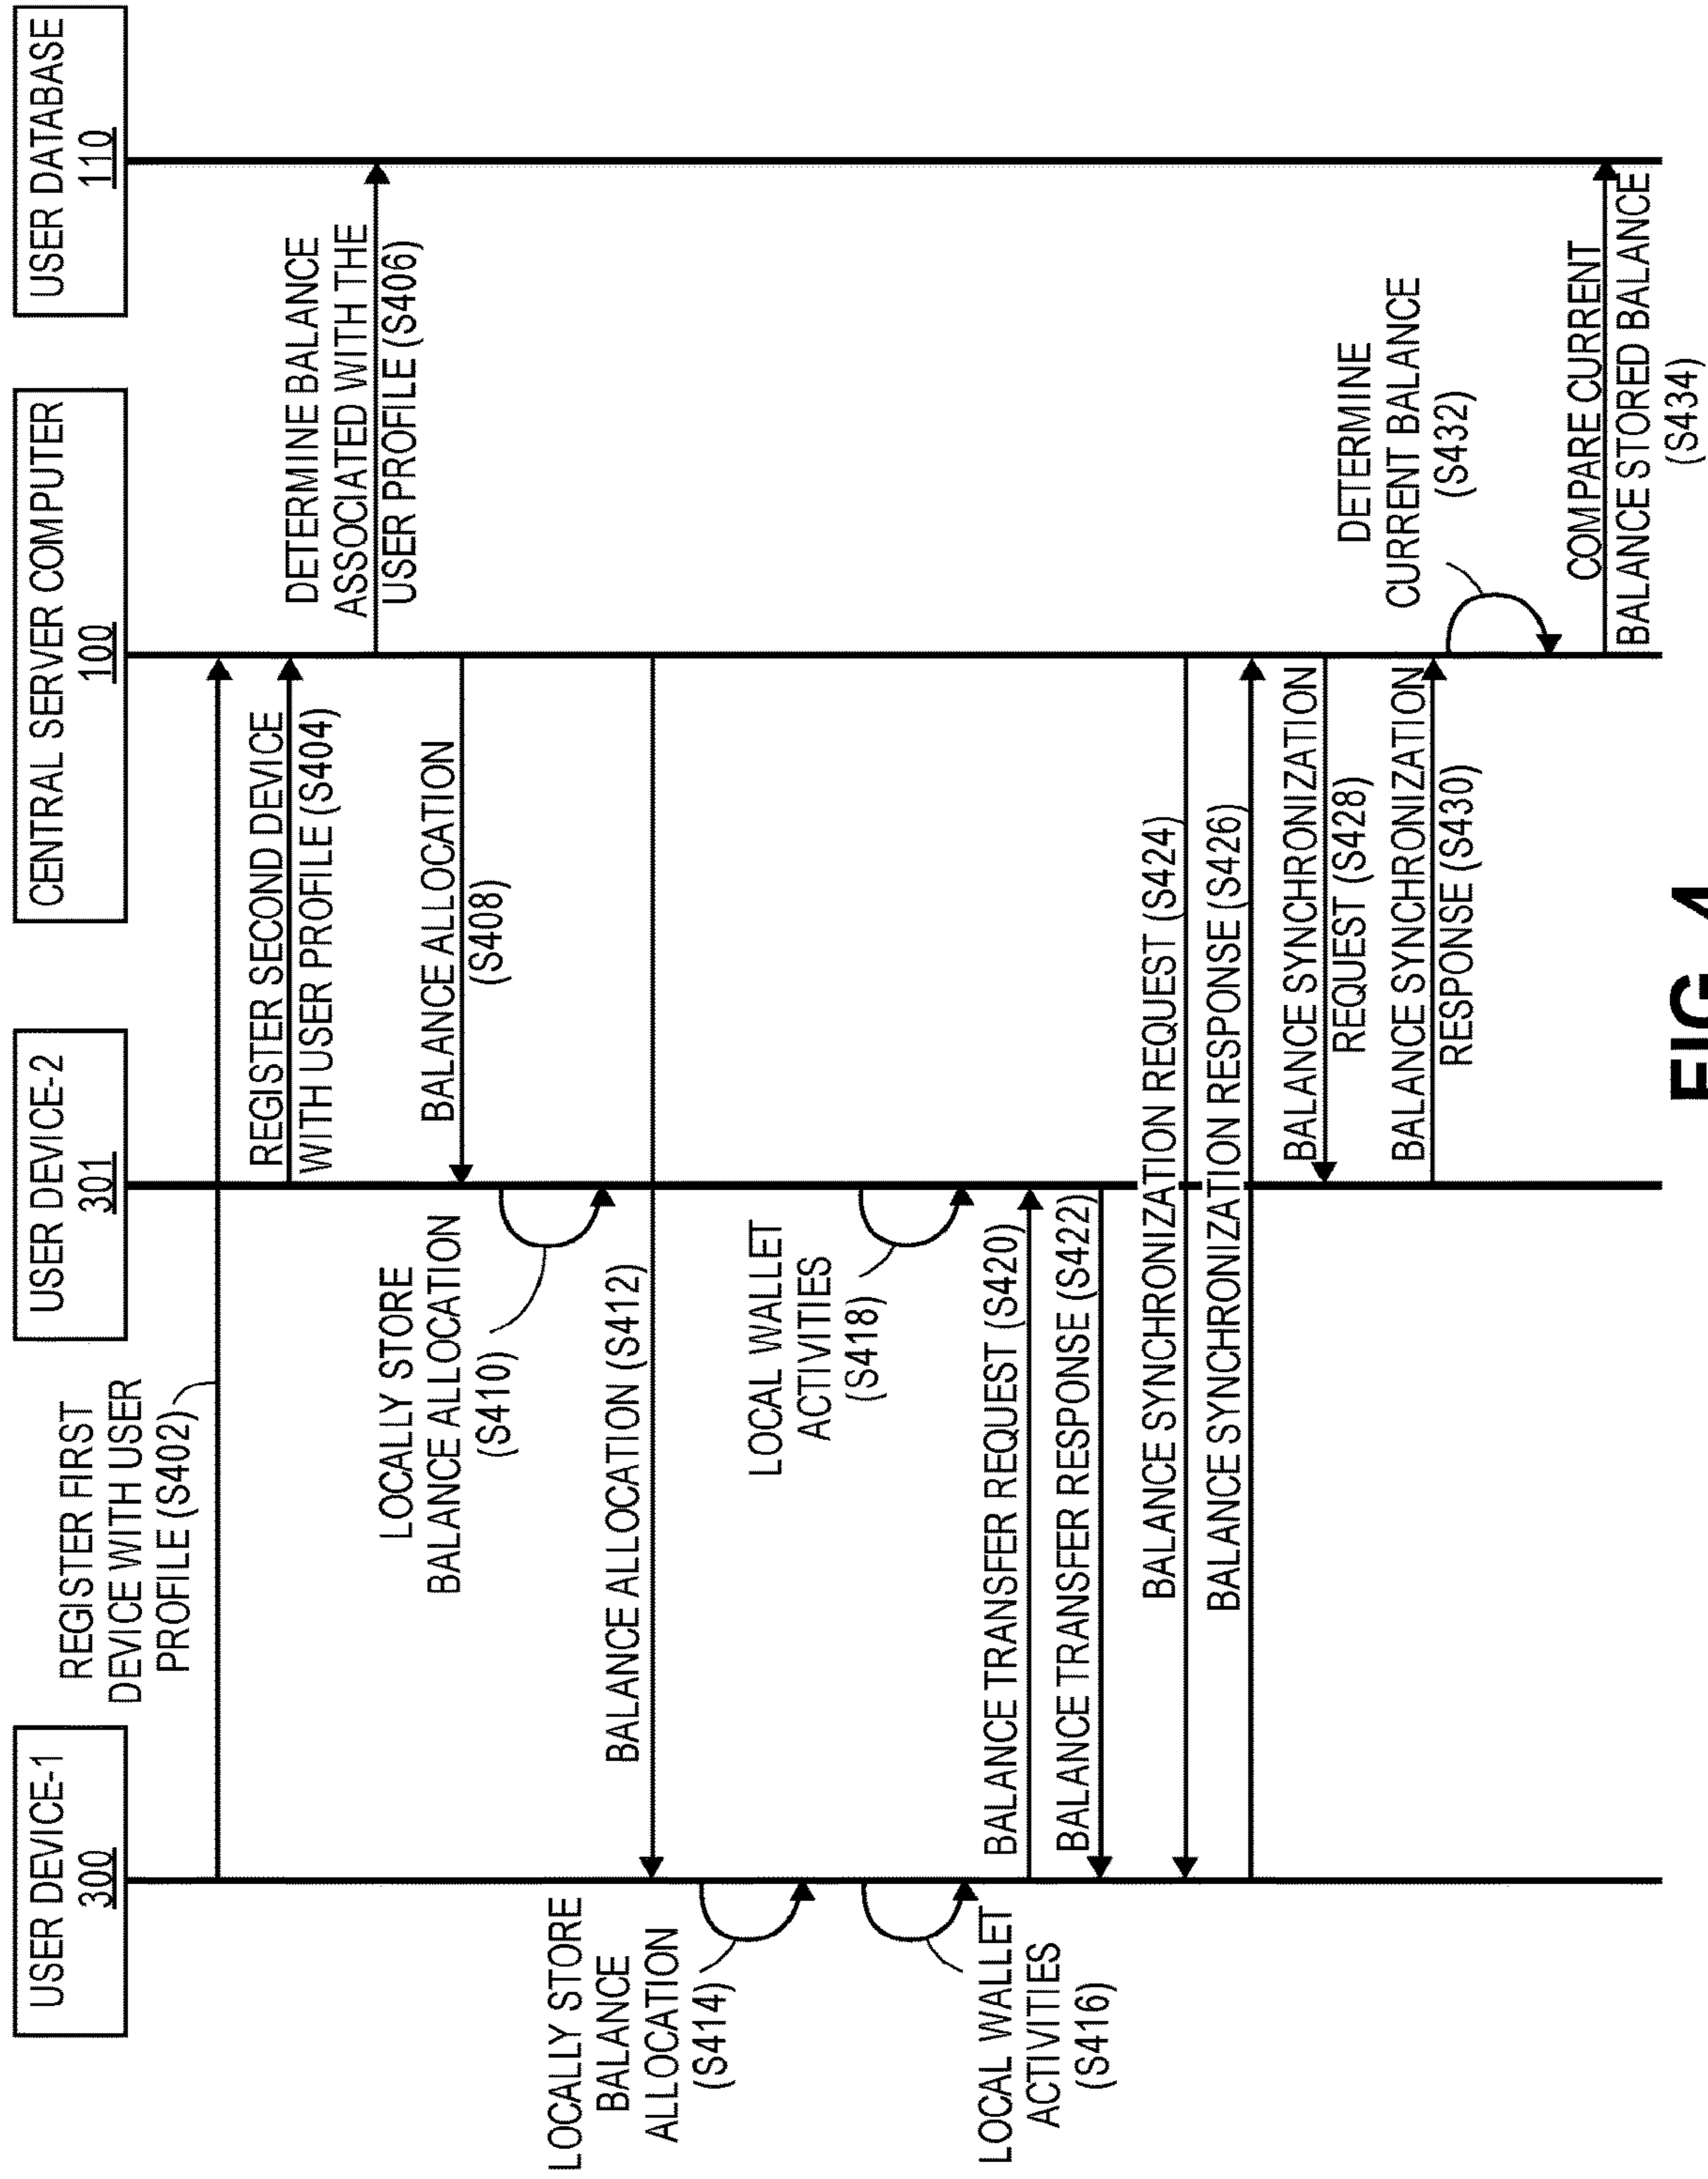 USER DEVICE-1
300
USER DEVICE-2
301
CENTRAL SERVER COMPUTER
100
USER DATABASE
110
REGISTER FIRST
DEVICE WITH USER
PROFILE (S402)
REGISTER SECOND DEVICE
WITH USER PROFILE (S404)
DETERMINE BALANCE
ASSOCIATED WITH THE
USER PROFILE (S406)
BALANCE ALLOCATION
(S408)
LOCALLY STORE
BALANCE ALLOCATION
(S410)
BALANCE ALLOCATION (S412)
LOCALLY STORE
BALANCE
ALLOCATION
(S414)
LOCAL WALLET
ACTIVITIES
(S416)
LOCAL WALLET
ACTIVITIES
(S418)
BALANCE TRANSFER REQUEST (S420)
BALANCE TRANSFER RESPONSE (S422)
BALANCE SYNCHRONIZATION REQUEST (S424)
BALANCE SYNCHRONIZATION RESPONSE (S426)
BALANCE SYNCHRONIZATION
REQUEST (S428)
BALANCE SYNCHRONIZATION
RESPONSE (S430)
DETERMINE
CURRENT BALANCE
(S432)
COMPARE CURRENT
BALANCE STORED BALANCE
(S434)
FIG. 4